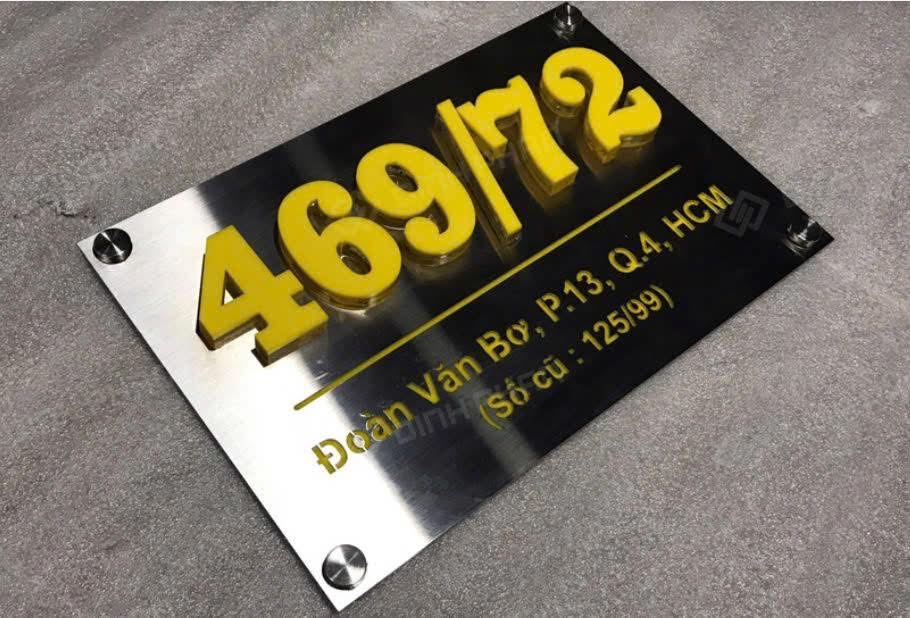 469/72
Đoàn Văn Bơ, P.13, Q.4, HCM
(Số cũ : 125/99)